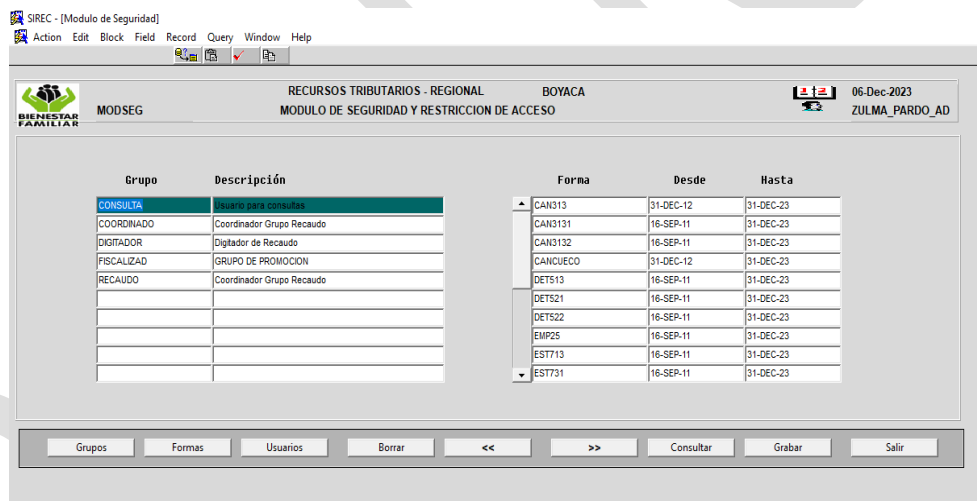 SIREC - [Modulo de Seguridad]
Action Edit Block Field Record Query Window Help
RECURSOS TRIBUTARIOS - REGIONAL BOYACA 06-Dec-2023
BIENESTAR FAMILIAR
MODSEG MODULO DE SEGURIDAD Y RESTRICCION DE ACCESO ZULMA_PARDO_AD
Grupo Descripción Forma Desde Hasta
CONSULTA Usuario para consultas CAN313 31-DEC-12 31-DEC-23
COORDINADO Coordinador Grupo Recaudo CAN3131 16-SEP-11 31-DEC-23
DIGITADOR Digitador de Recaudo CAN3132 16-SEP-11 31-DEC-23
FISCALIZAD GRUPO DE PROMOCION CANCUECO 31-DEC-12 31-DEC-23
RECAUDO Coordinador Grupo Recaudo DET513 16-SEP-11 31-DEC-23
DET521 16-SEP-11 31-DEC-23
DET522 16-SEP-11 31-DEC-23
EMP25 16-SEP-11 31-DEC-23
EST713 16-SEP-11 31-DEC-23
EST731 16-SEP-11 31-DEC-23
Grupos Formas Usuarios Borrar << >> Consultar Grabar Salir